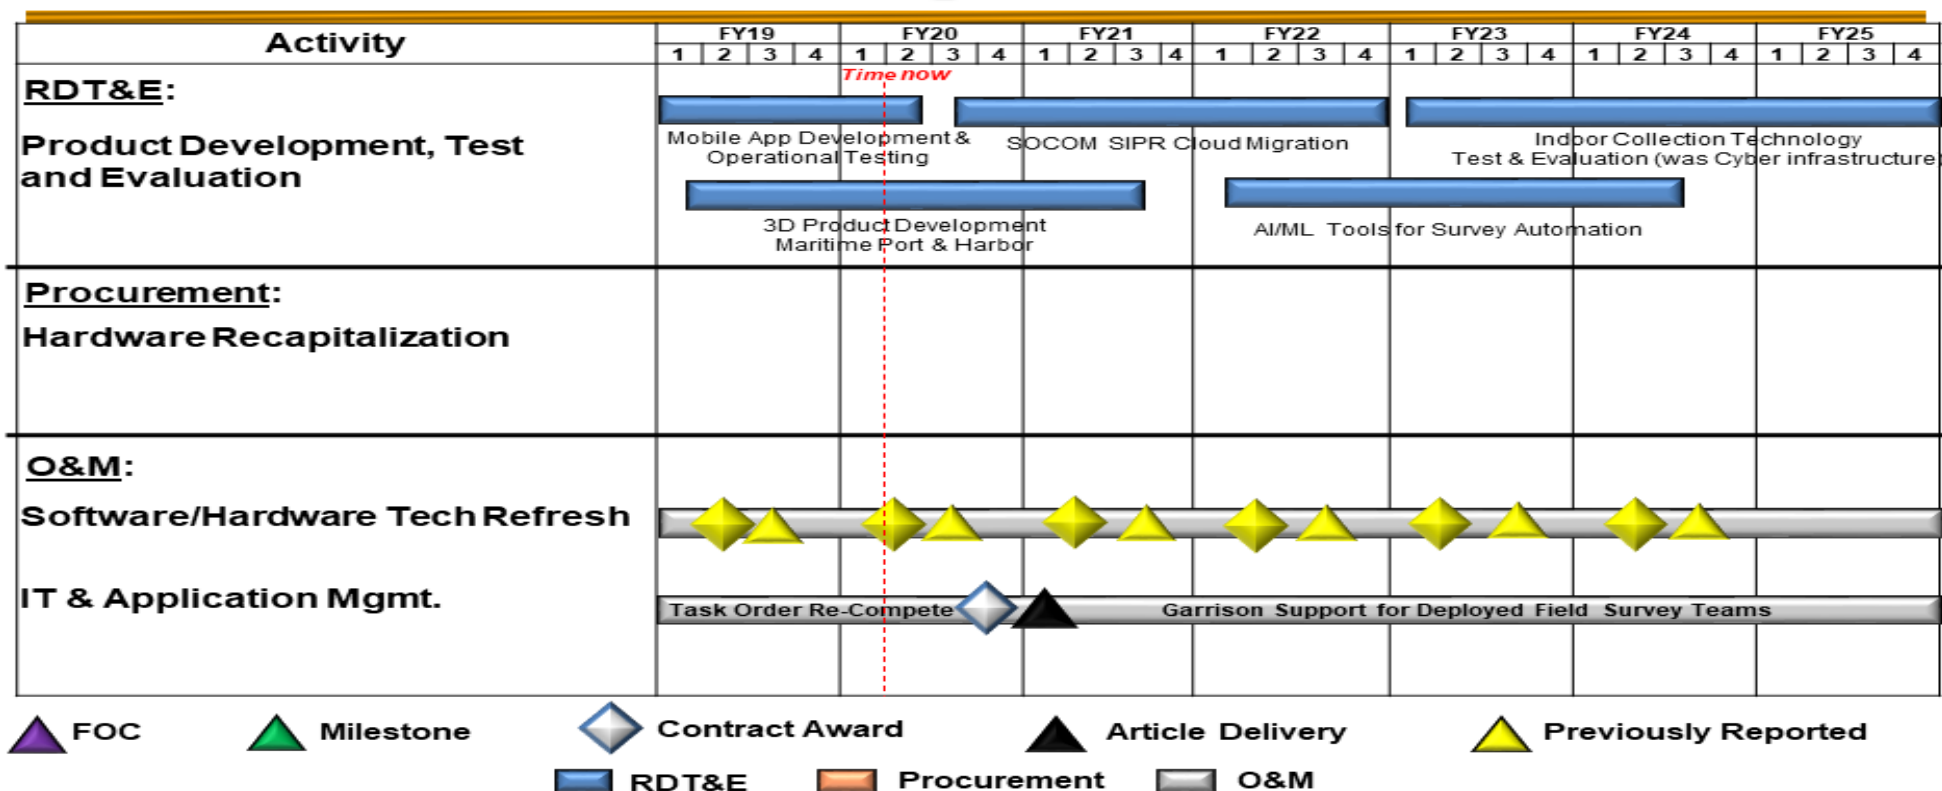 Activity
FY19 FY20 FY21 FY22 FY23 FY24 FY25
1 2 3 4 1 2 3 4 1 2 3 4 1 2 3 4 1 2 3 4 1 2 3 4 1 2 3 4
Time now
RDT&E:
Product Development, Test
and Evaluation
Mobile App Development &
Operational Testing
SOCOM SIPR Cloud Migration
Indoor Collection Technology
Test & Evaluation (was Cyber infrastructure)
3D Product Development
Maritime Port & Harbor
AI/ML Tools for Survey Automation
Procurement:
Hardware Recapitalization
O&M:
Software/Hardware Tech Refresh
IT & Application Mgmt.
Task Order Re-Compete
Garrison Support for Deployed Field Survey Teams
FOC
Milestone
Contract Award
Article Delivery
Previously Reported
RDT&E
Procurement
O&M